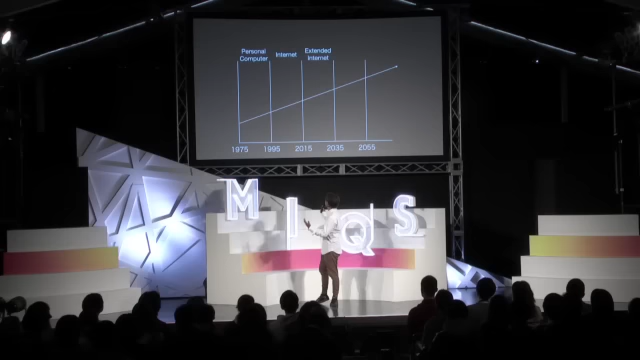 Personal
Computer
Internet
Extended
Internet
1975
1995
2015
2035
2055
MIQS